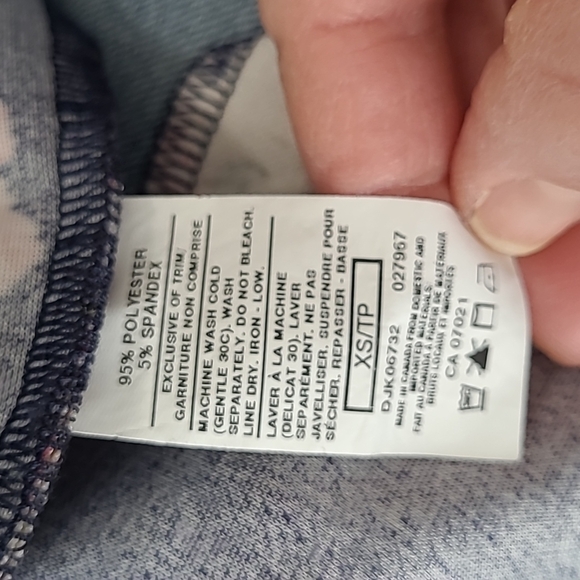 95% POLYESTER
5% SPANDEX
EXCLUSIVE OF TRIM
GARNITURE NON COMPRISE
MACHINE WASH COLD
(GENTLE 30C). WASH
SEPARATELY. DO NOT BLEACH.
LINE DRY. IRON - LOW.
LAVER À LA MACHINE
(DELICAT 30). LAVER
SEPARÉMENT. NE PAS
JAVELLISER. SUSPENDRE POUR
SÉCHER. REPASSER - BASSE
XS/TP
DJK06732 027967
MADE IN CANADA FROM DOMESTIC AND
IMPORTED MATERIALS.
FAIT AU CANADA À PARTIR DE MATERIAUX
BRUTS LOCAUX ET IMPORTÉS
CA 07021